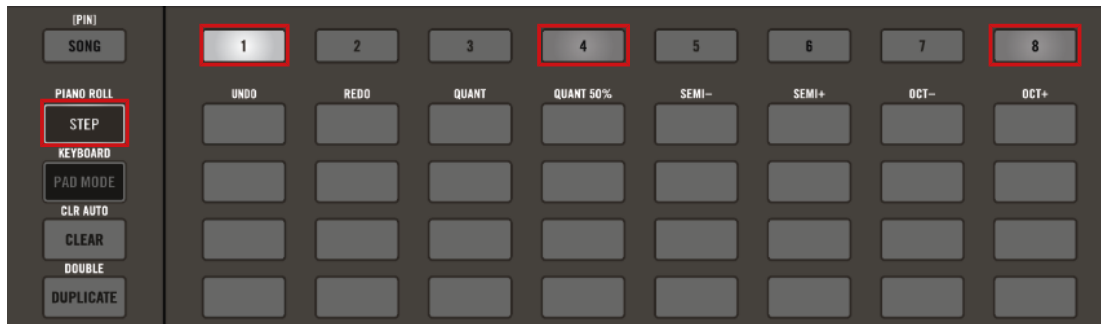 [PIN]
SONG
1 2 3 4 5 6 7 8
PIANO ROLL
UNDO REDO QUANT QUANT 50% SEMI– SEMI+ OCT– OCT+
STEP
KEYBOARD
PAD MODE
CLR AUTO
CLEAR
DOUBLE
DUPLICATE